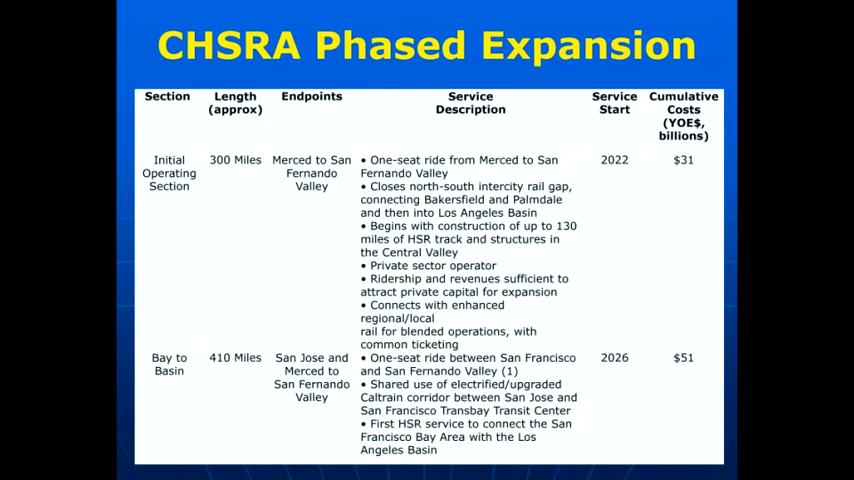 CHSRA Phased Expansion
Section Length (approx) Endpoints Service Description Service Start Cumulative Costs (YOE$, billions)
Initial Operating Section
300 Miles
Merced to San Fernando Valley
• One-seat ride from Merced to San
Fernando Valley
• Closes north-south intercity rail gap,
connecting Bakersfield and Palmdale
and then into Los Angeles Basin
• Begins with construction of up to 130
miles of HSR track and structures in
the Central Valley
• Private sector operator
• Ridership and revenues sufficient to
attract private capital for expansion
• Connects with enhanced
regional/local
rail for blended operations, with
common ticketing
2022
$31
Bay to Basin
410 Miles
San Jose and Merced to San Fernando Valley
• One-seat ride between San Francisco
and San Fernando Valley (1)
• Shared use of electrified/upgraded
Caltrain corridor between San Jose and
San Francisco Transbay Transit Center
• First HSR service to connect the San
Francisco Bay Area with the Los
Angeles Basin
2026
$51